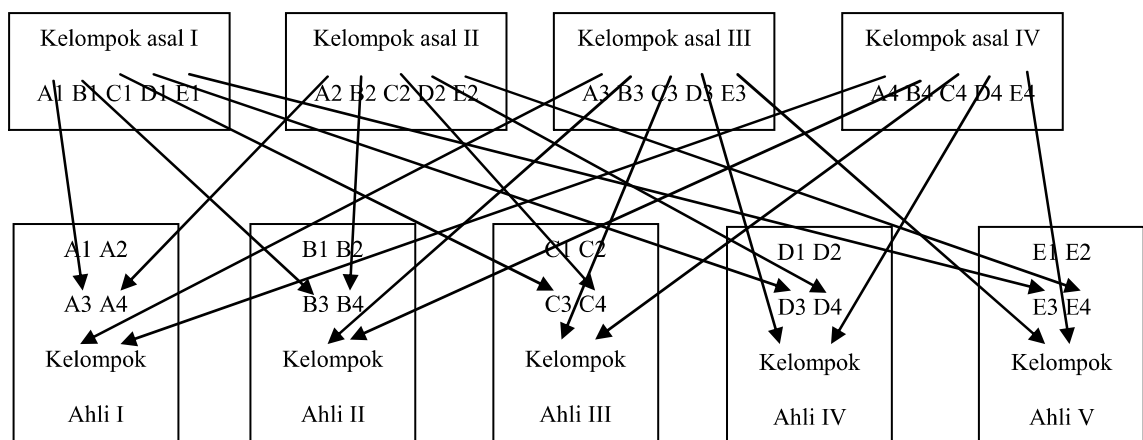 Kelompok asal I
A1 B1 C1 D1 E1
Kelompok asal II
A2 B2 C2 D2 E2
Kelompok asal III
A3 B3 C3 D3 E3
Kelompok asal IV
A4 B4 C4 D4 E4
A1 A2
A3 A4
Kelompok
Ahli I
B1 B2
B3 B4
Kelompok
Ahli II
C1 C2
C3 C4
Kelompok
Ahli III
D1 D2
D3 D4
Kelompok
Ahli IV
E1 E2
E3 E4
Kelompok
Ahli V